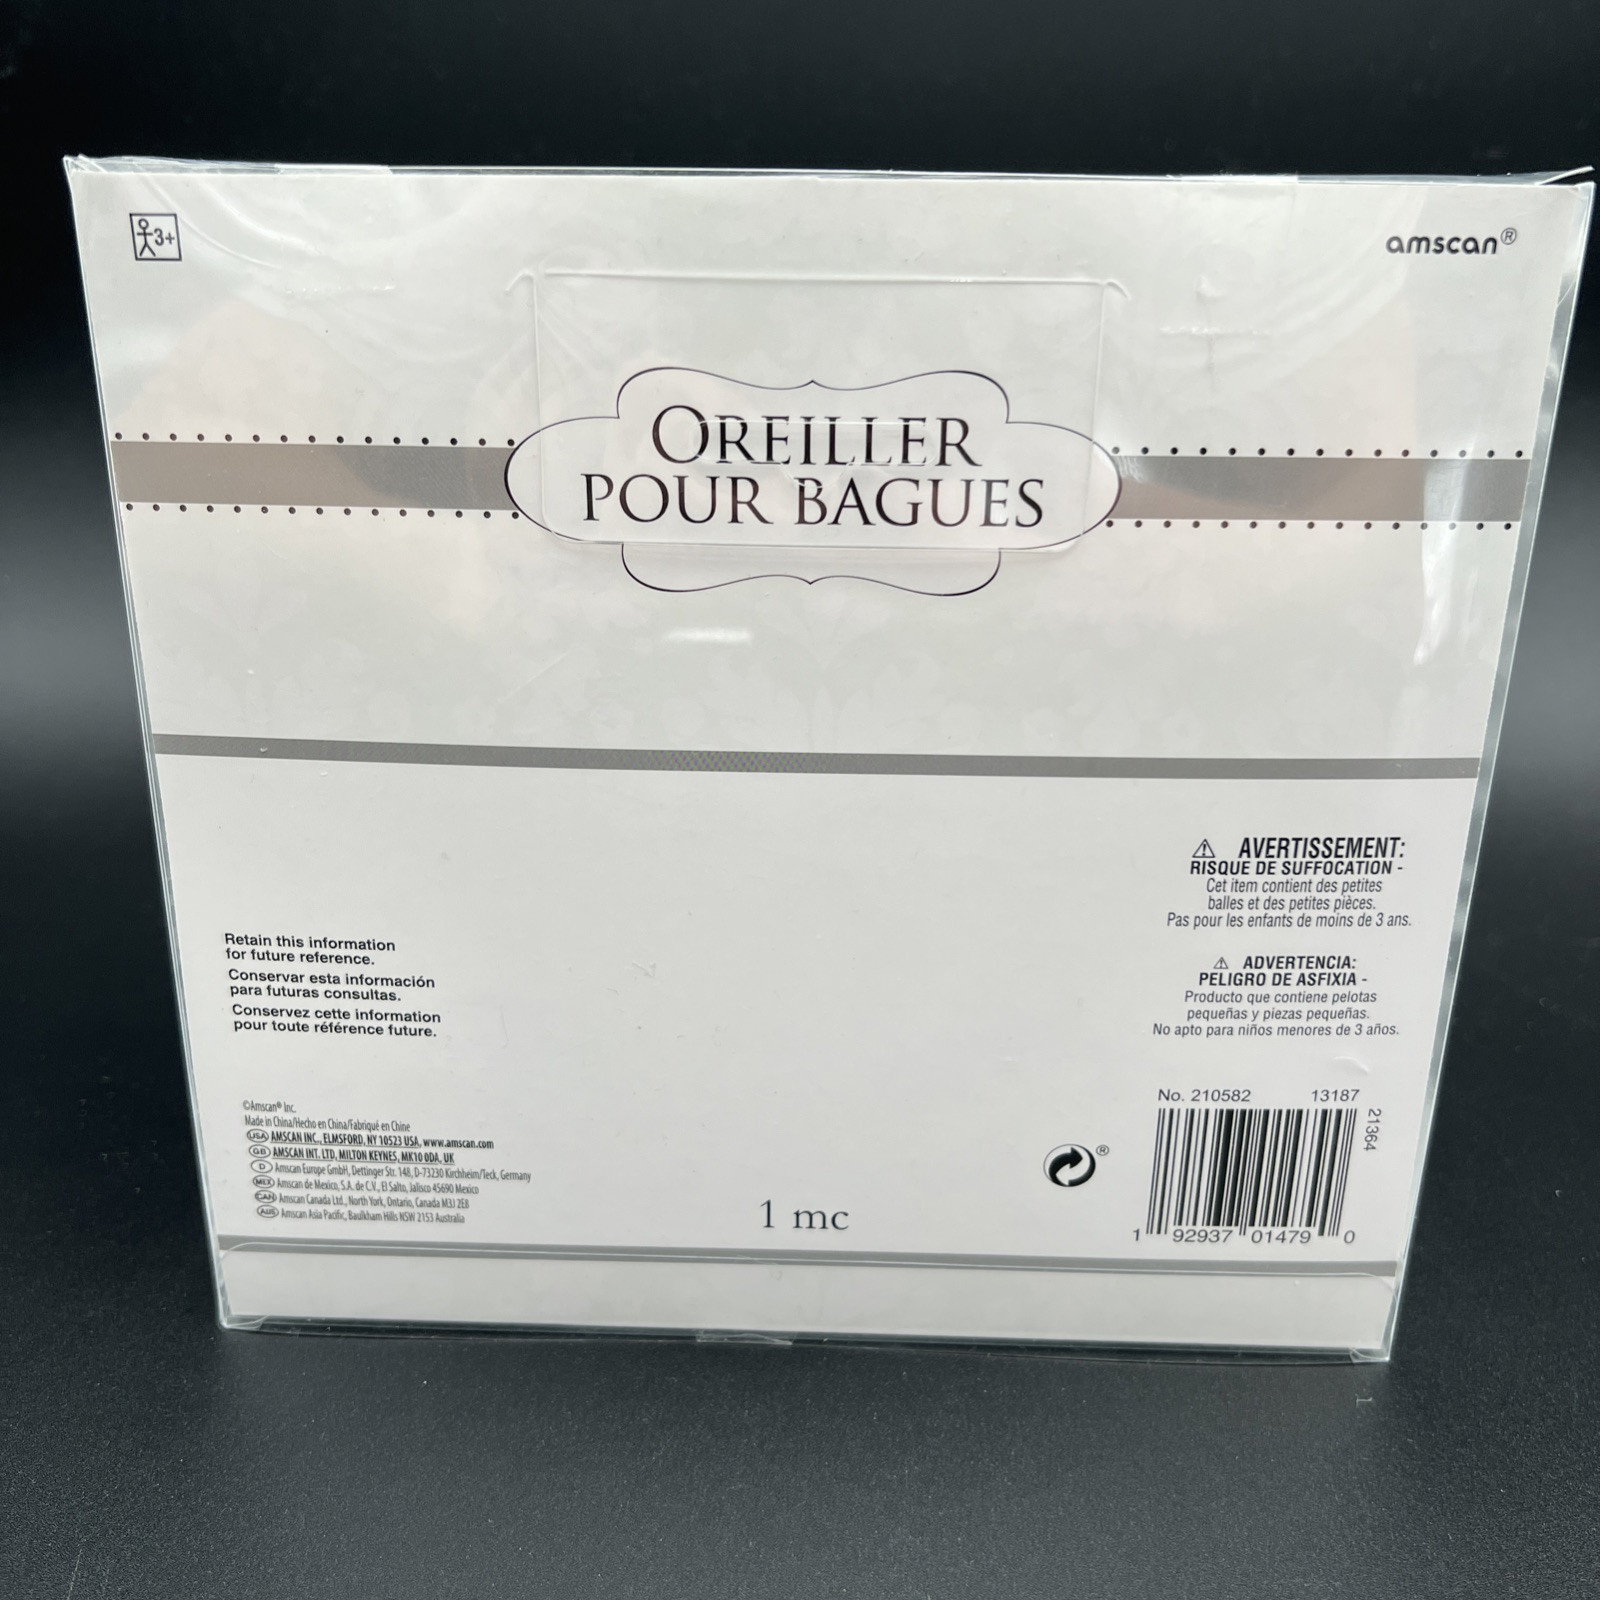 3+
amscan®
OREILLER
POUR BAGUES
⚠ AVERTISSEMENT:
RISQUE DE SUFFOCATION -
Cet item contient des petites
balles et des petites pièces.
Pas pour les enfants de moins de 3 ans.
⚠ ADVERTENCIA:
PELIGRO DE ASFIXIA -
Producto que contiene pelotas
pequeñas y piezas pequeñas.
No apto para niños menores de 3 años.
Retain this information
for future reference.
Conservar esta información
para futuras consultas.
Conservez cette information
pour toute référence future.
©Amscan® Inc.
Made in China/Hecho en China/Fabriqué en Chine
USA AMSCAN INC., ELMSFORD, NY 10523 USA, www.amscan.com
GB AMSCAN INT. LTD, MILTON KEYNES, MK10 0DA, UK
D Amscan Europe GmbH, Dettinger Str. 148, D-73230 Kirchheim/Teck, Germany
MEX Amscan de Mexico, S.A. de C.V., El Salto, Jalisco 45690 Mexico
CAN Amscan Canada Ltd., North York, Ontario, Canada M3J 2E8
AUS Amscan Asia Pacific, Baulkham Hills NSW 2153 Australia
1 mc
®
No. 210582 13187
21364
1 92937 01479 0